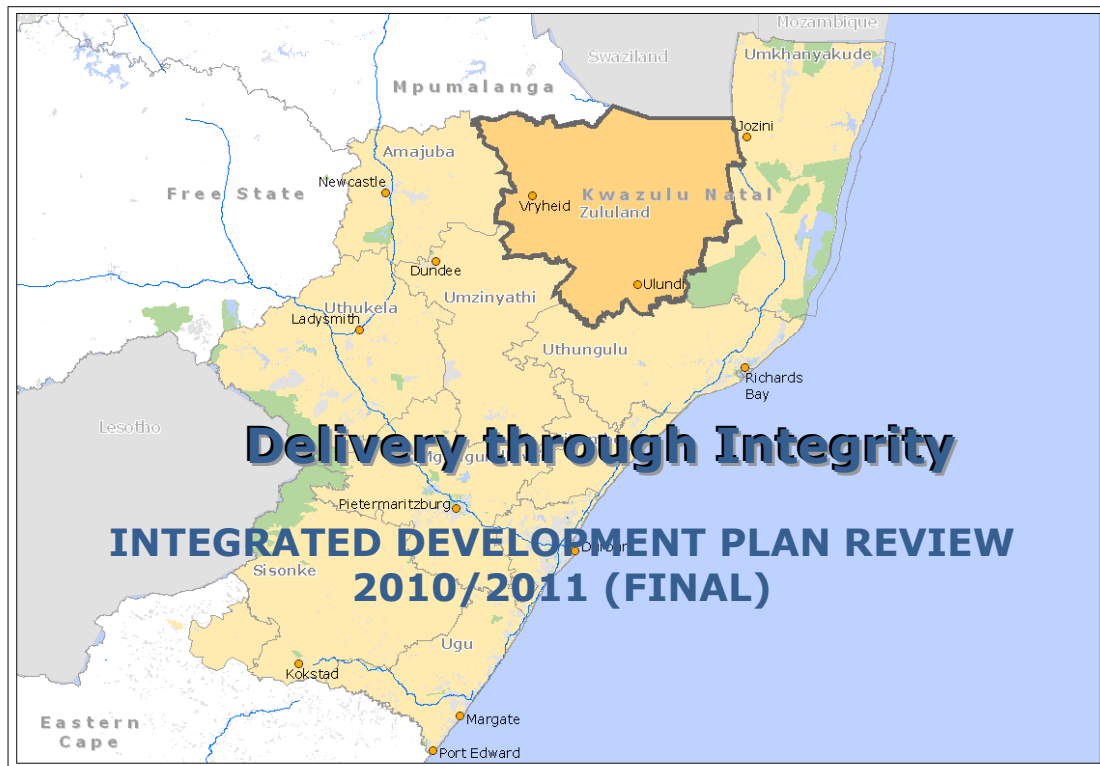 Mozambique
Swaziland
Umkhanyakude
Mpumalanga
Jozini
Amajuba
Newcastle
Free State
Kwazulu Natal
Vryheid
Zululand
Dundee
Ulundi
Umzinyathi
Uthukela
Ladysmith
Uthungulu
Richards
Bay
Lesotho
Delivery through Integrity
Pietermaritzburg
INTEGRATED DEVELOPMENT PLAN REVIEW
2010/2011 (FINAL)
Sisonke
Ugu
Kokstad
Eastern
Cape
Margate
Port Edward